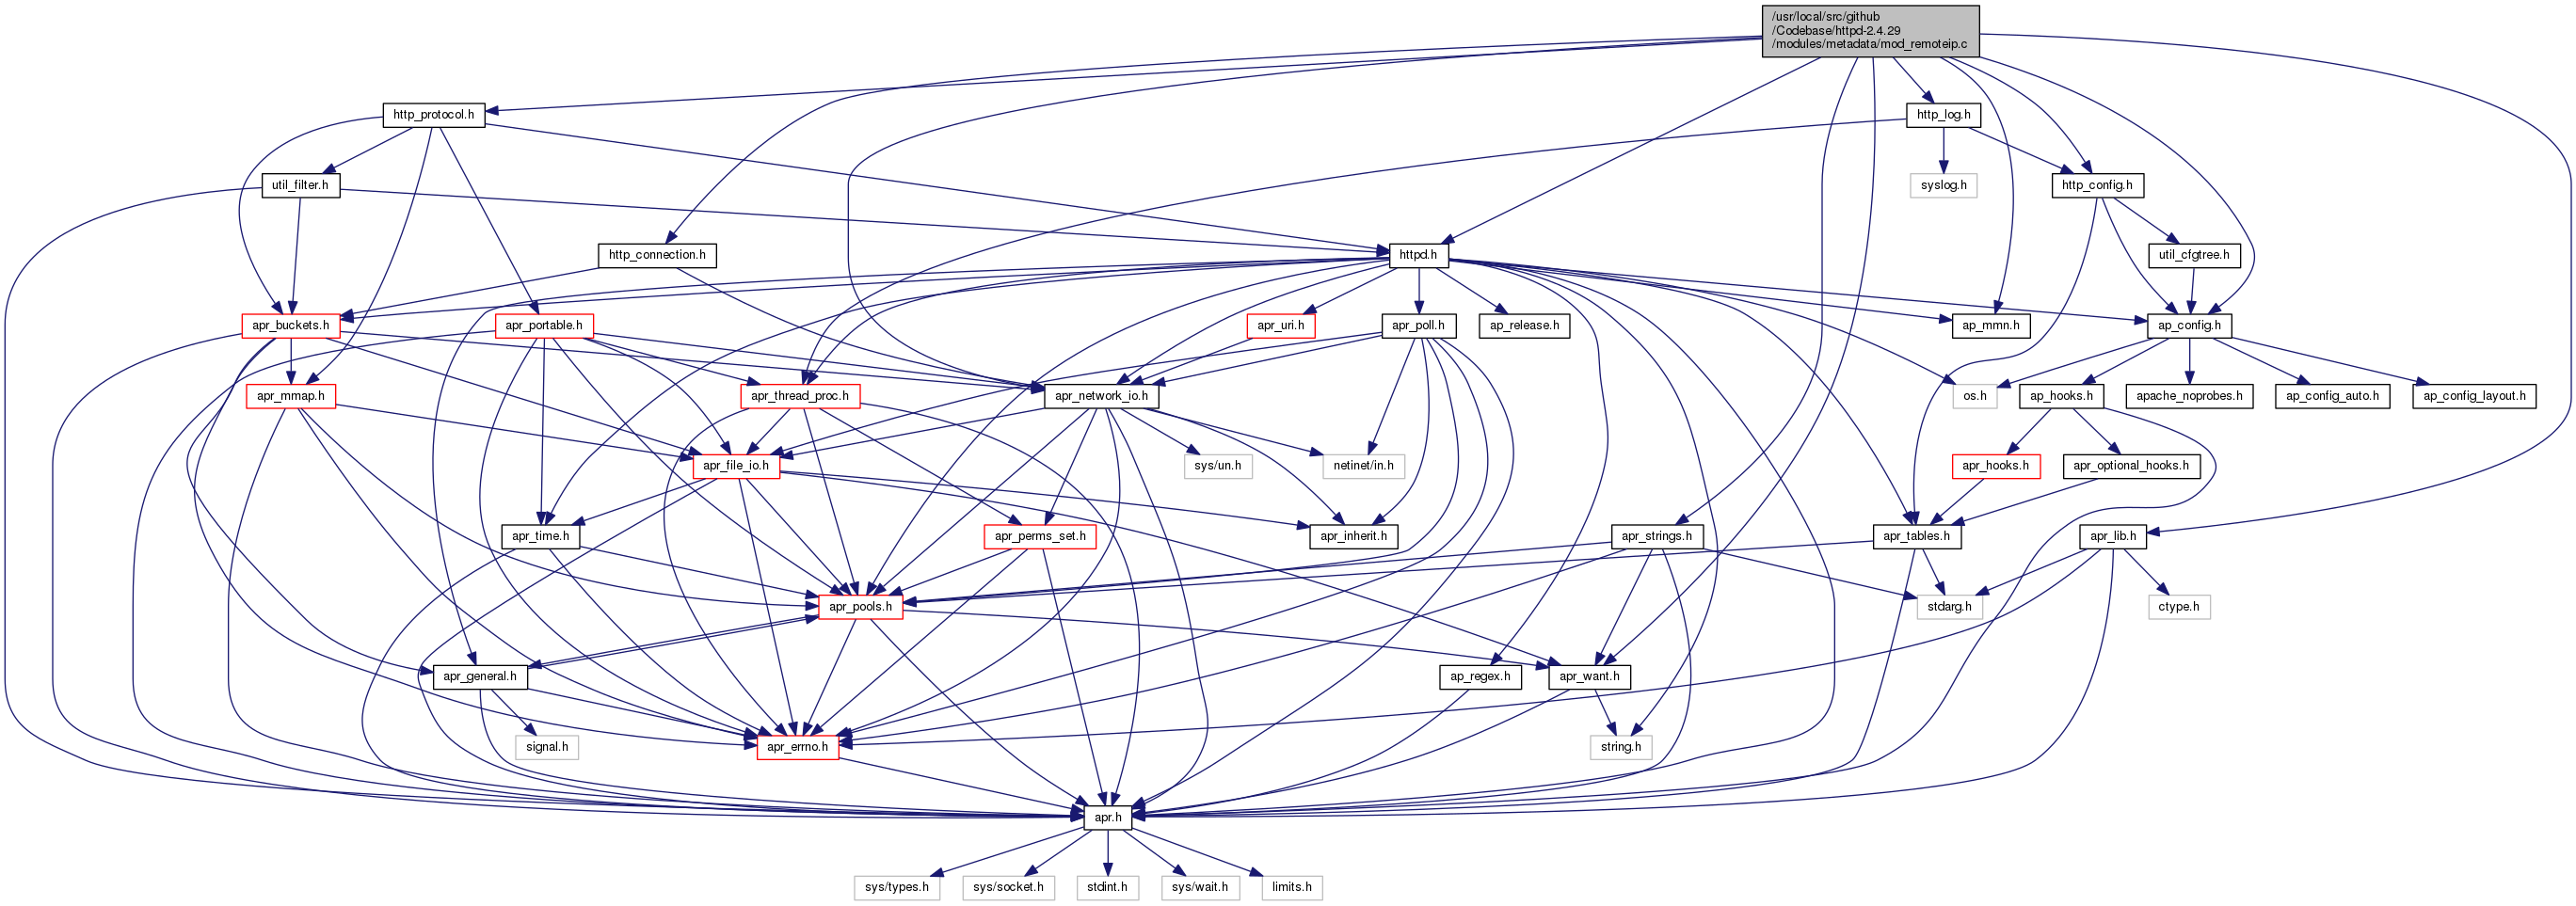 /usr/local/src/github
/Codebase/httpd-2.4.29
/modules/metadata/mod_remoteip.c
http_protocol.h
http_log.h
util_filter.h
syslog.h
http_config.h
http_connection.h
httpd.h
util_cfgtree.h
apr_buckets.h
apr_portable.h
apr_uri.h
apr_poll.h
ap_release.h
ap_mmn.h
ap_config.h
apr_mmap.h
apr_thread_proc.h
apr_network_io.h
os.h
ap_hooks.h
apache_noprobes.h
ap_config_auto.h
ap_config_layout.h
apr_file_io.h
sys/un.h
netinet/in.h
apr_hooks.h
apr_optional_hooks.h
apr_time.h
apr_perms_set.h
apr_inherit.h
apr_strings.h
apr_tables.h
apr_lib.h
apr_pools.h
stdarg.h
ctype.h
apr_general.h
ap_regex.h
apr_want.h
signal.h
apr_errno.h
string.h
apr.h
sys/types.h
sys/socket.h
stdint.h
sys/wait.h
limits.h